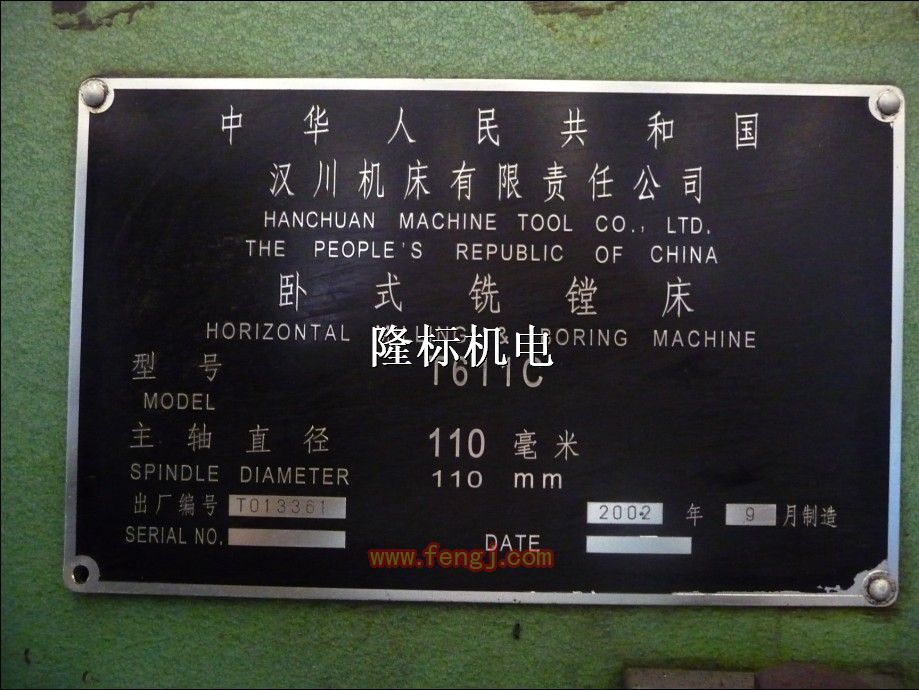 中华人民共和国
汉川机床有限责任公司
HANCHUAN MACHINE TOOL CO., LTD.
THE PEOPLE'S REPUBLIC OF CHINA
卧式铣镗床
HORIZONTAL & BORING MACHINE
隆标机电
型号 T611C
MODEL
主轴直径 110 毫米
SPINDLE DIAMETER 110 mm
出厂编号 T013361 2002 年 9 月制造
SERIAL NO. DATE
www.fengj.com